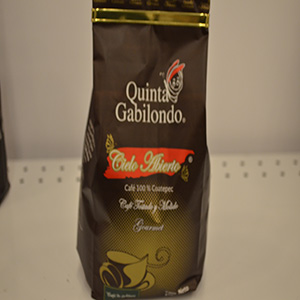 Quinta
Gabilondo®
Cielo Abierto®
Café 100% Coatepec
Café Tostado y Molido
Gourmet